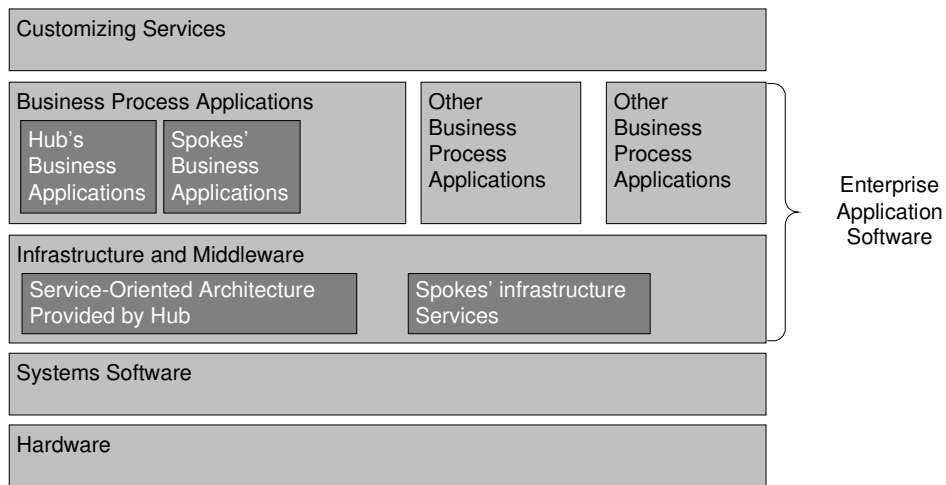 Customizing Services
Business Process Applications
Hub's
Business
Applications
Spokes'
Business
Applications
Other
Business
Process
Applications
Other
Business
Process
Applications
Enterprise
Application
Software
Infrastructure and Middleware
Service-Oriented Architecture
Provided by Hub
Spokes' infrastructure
Services
Systems Software
Hardware